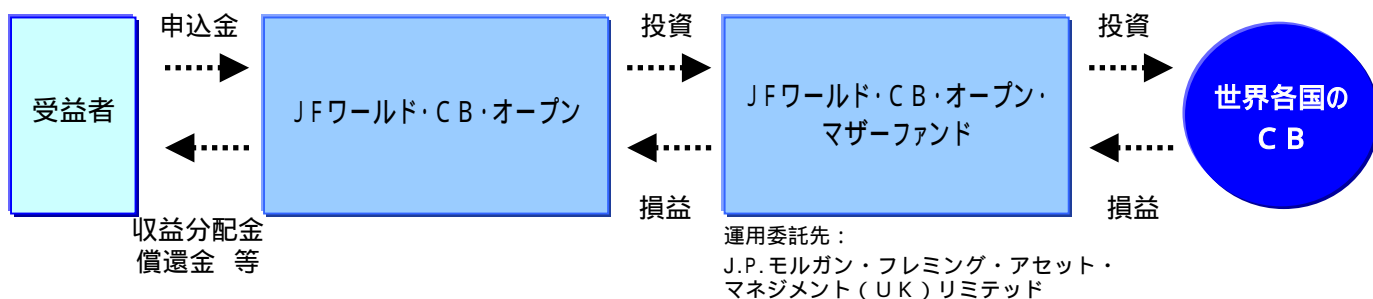 申込金
投資
投資
受益者
JFワールド・CB・オープン
JFワールド・CB・オープン・
マザーファンド
世界各国の
CB
収益分配金
償還金 等
損益
損益
運用委託先:
J.P.モルガン・フレミング・アセット・
マネジメント(UK)リミテッド